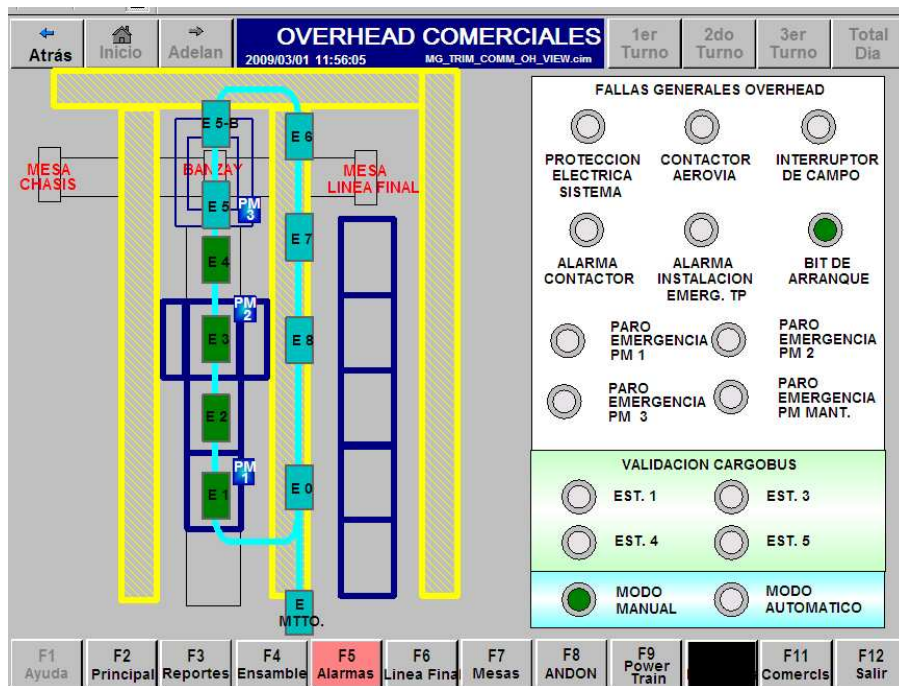 Atrás
Inicio
Adelan
OVERHEAD COMERCIALES
2009/03/01 11:56:05 MG_TRIM_COMM_OH_VIEW.cim
1er
Turno
2do
Turno
3er
Turno
Total
Dia
E 5-B
E 6
MESA
CHASIS
BANZAY
MESA
LINEA FINAL
E 5
PM
3
E 7
E 4
PM
2
E 3
E 8
E 2
PM
1
E 1
E 0
E
MTTO.
FALLAS GENERALES OVERHEAD
PROTECCION
ELECTRICA
SISTEMA
CONTACTOR
AEROVIA
INTERRUPTOR
DE CAMPO
ALARMA
CONTACTOR
ALARMA
INSTALACION
EMERG. TP
BIT DE
ARRANQUE
PARO
EMERGENCIA
PM 1
PARO
EMERGENCIA
PM 2
PARO
EMERGENCIA
PM 3
PARO
EMERGENCIA
PM MANT.
VALIDACION CARGOBUS
EST. 1
EST. 3
EST. 4
EST. 5
MODO
MANUAL
MODO
AUTOMATICO
F1
Ayuda
F2
Principal
F3
Reportes
F4
Ensamble
F5
Alarmas
F6
Linea Fina
F7
Mesas
F8
ANDON
F9
Power
Train
F11
Comercls
F12
Salir